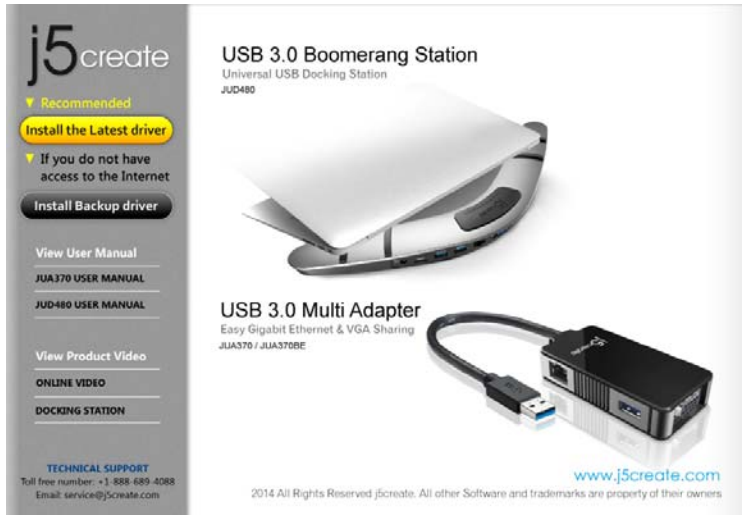 j5create
▼ Recommended
Install the Latest driver
▼ If you do not have
access to the Internet
Install Backup driver
View User Manual
JUA370 USER MANUAL
JUD480 USER MANUAL
View Product Video
ONLINE VIDEO
DOCKING STATION
TECHNICAL SUPPORT
Toll free number: +1-888-689-4088
Email: service@j5create.com
USB 3.0 Boomerang Station
Universal USB Docking Station
JUD480
USB 3.0 Multi Adapter
Easy Gigabit Ethernet & VGA Sharing
JUA370 / JUA370BE
j5create
www.j5create.com
2014 All Rights Reserved j5create. All other Software and trademarks are property of their owners